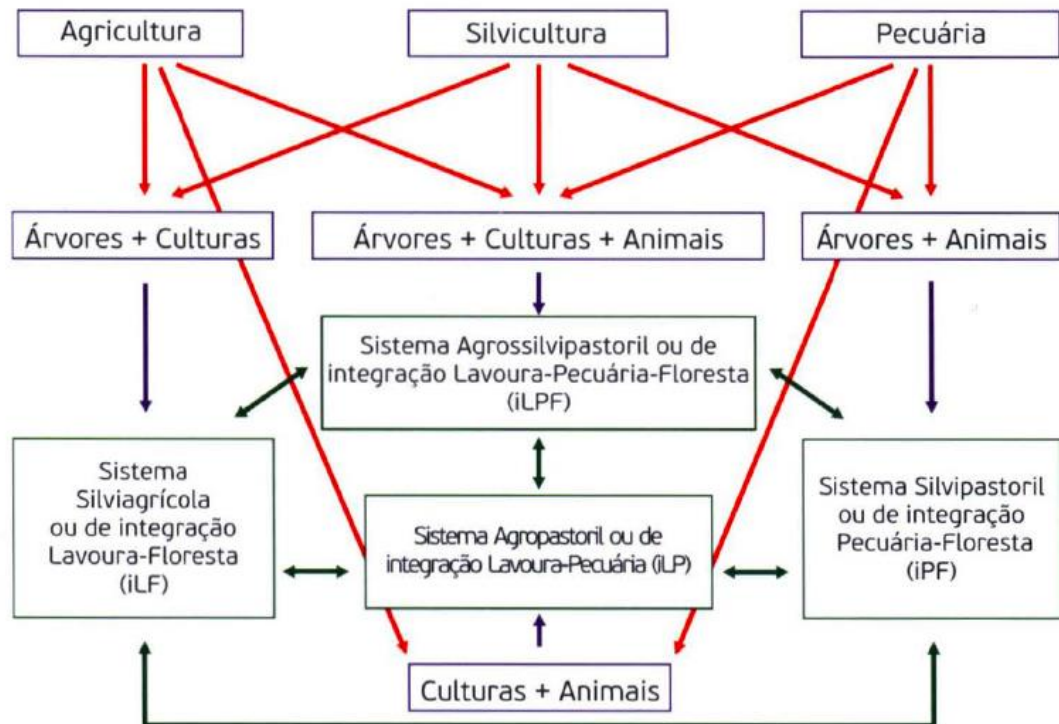 Agricultura
Silvicultura
Pecuária
Árvores + Culturas
Árvores + Culturas + Animais
Árvores + Animais
Sistema Agrossilvipastoril ou de
integração Lavoura-Pecuária-Floresta
(iLPF)
Sistema
Silviagrícola
ou de integração
Lavoura-Floresta
(iLF)
Sistema Agropastoril ou de
integração Lavoura-Pecuária (iLP)
Sistema Silvipastoril
ou de integração
Pecuária-Floresta
(iPF)
Culturas + Animais